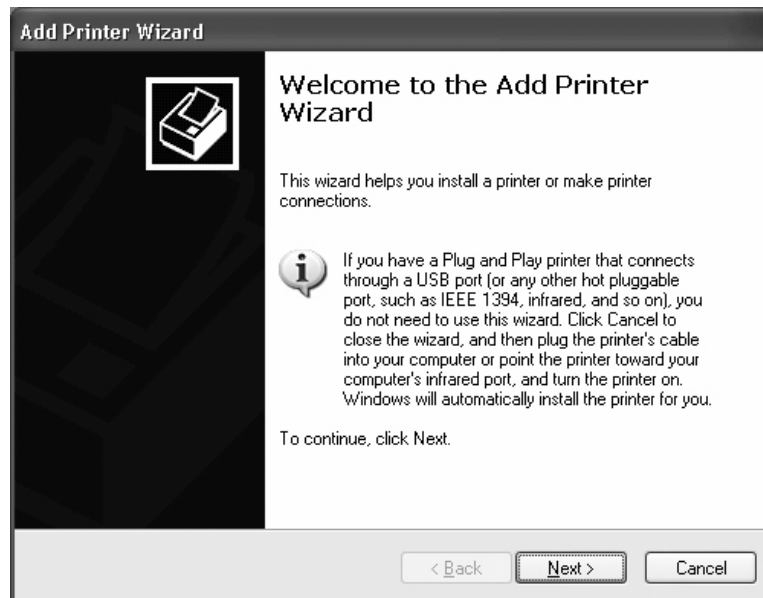 Add Printer Wizard
Welcome to the Add Printer
Wizard
This wizard helps you install a printer or make printer
connections.
If you have a Plug and Play printer that connects
through a USB port (or any other hot pluggable
port, such as IEEE 1394, infrared, and so on), you
do not need to use this wizard. Click Cancel to
close the wizard, and then plug the printer's cable
into your computer or point the printer toward your
computer's infrared port, and turn the printer on.
Windows will automatically install the printer for you.
To continue, click Next.
< Back Next > Cancel